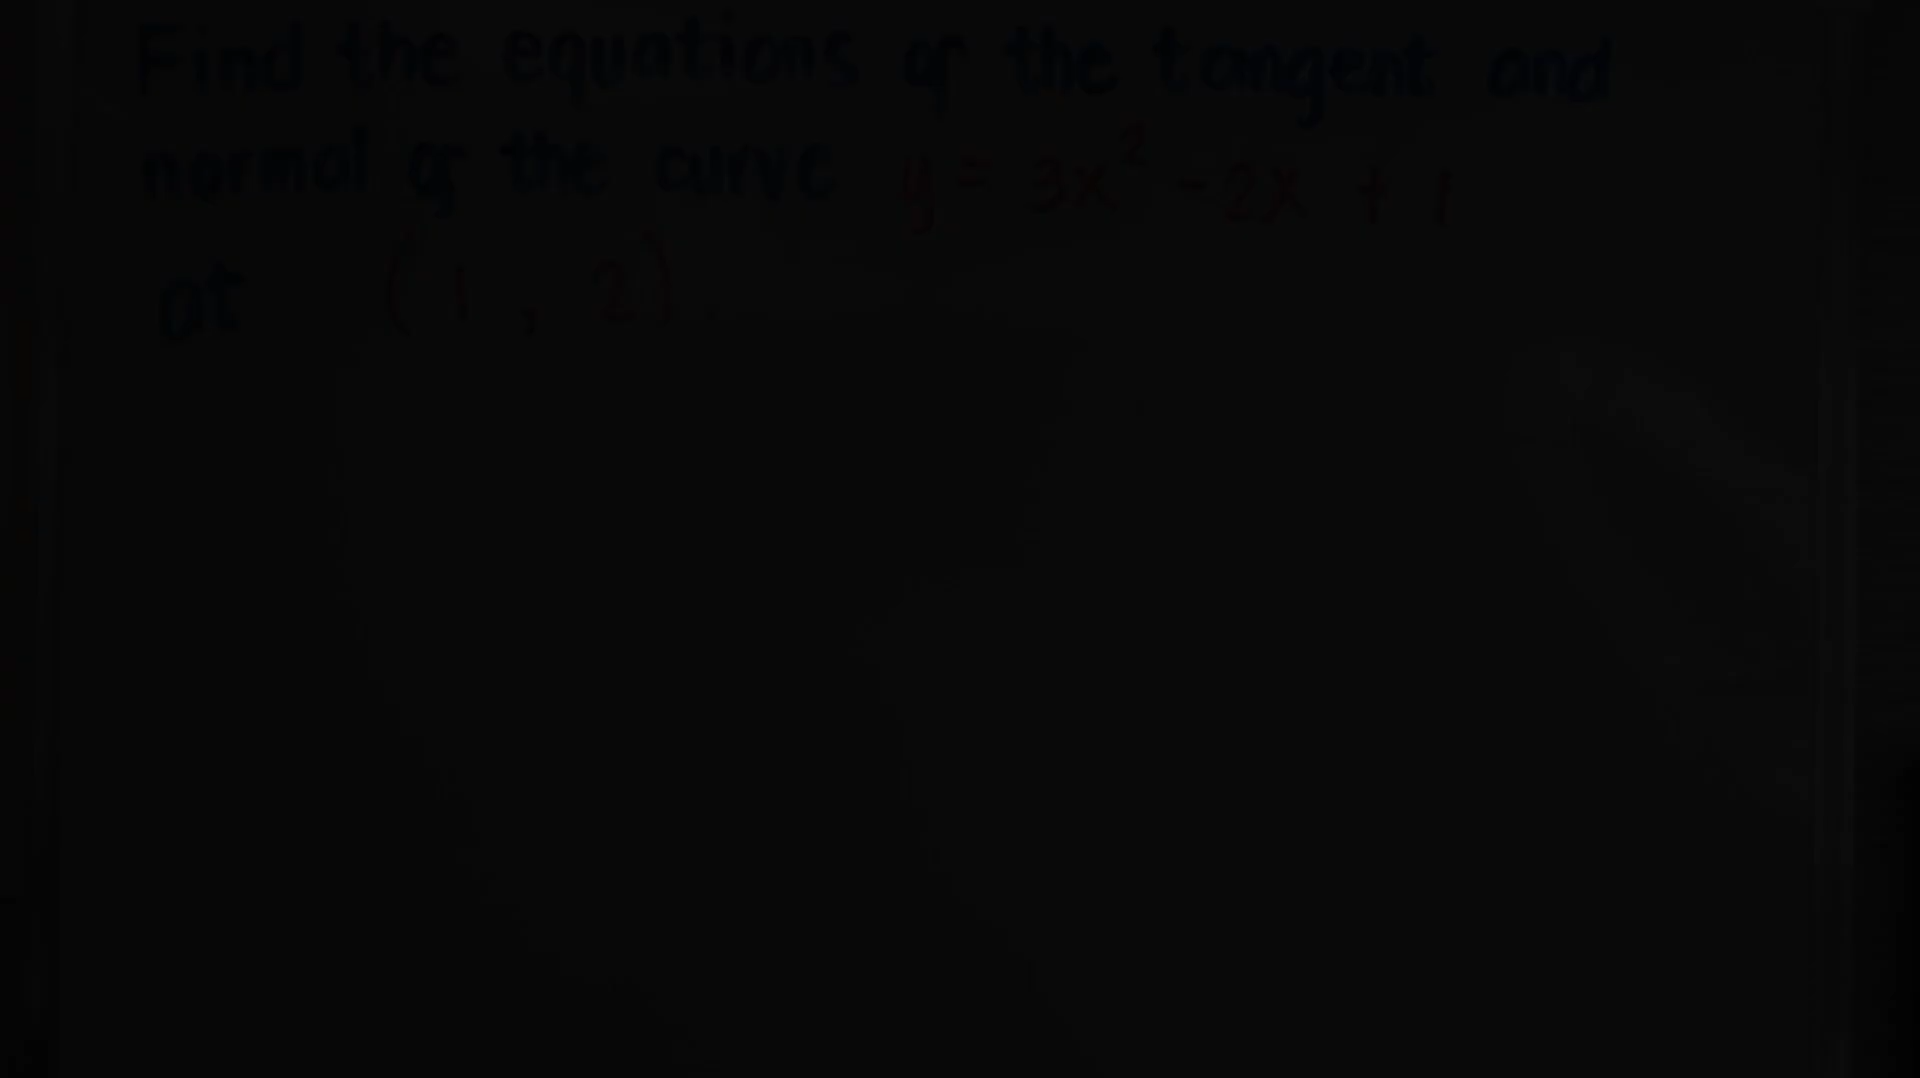 Find the equations of the tangent and
normal of the curve y = 3x² - 2x + 1
at (1, 2).